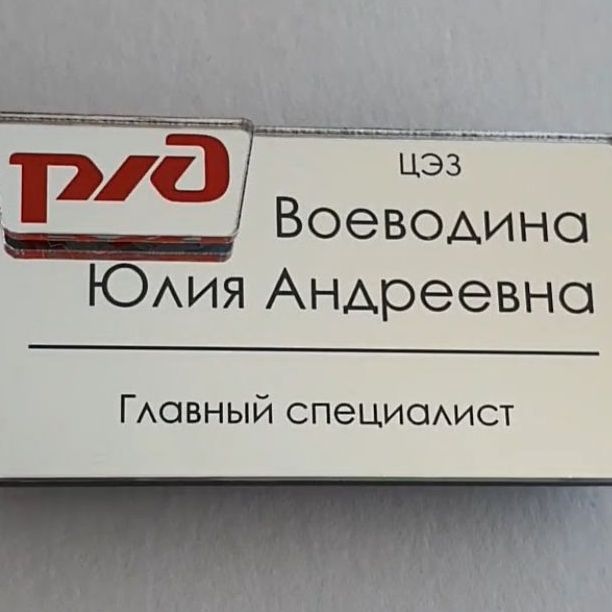 ржд
ЦЭЗ
Воеводина
Юлия Андреевна
Главный специалист